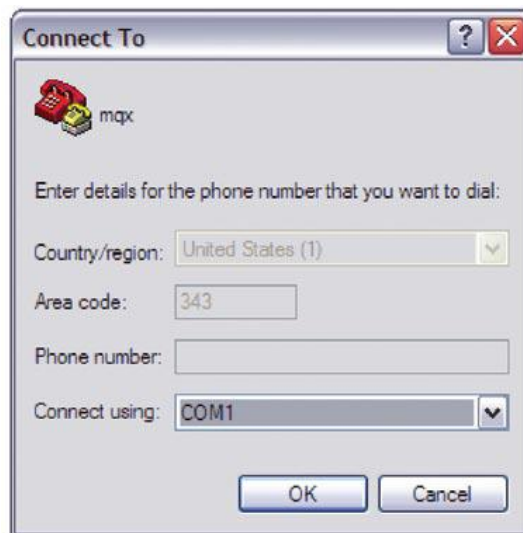 Connect To
mqx
Enter details for the phone number that you want to dial:
Country/region: United States (1)
Area code: 343
Phone number:
Connect using: COM1
OK Cancel